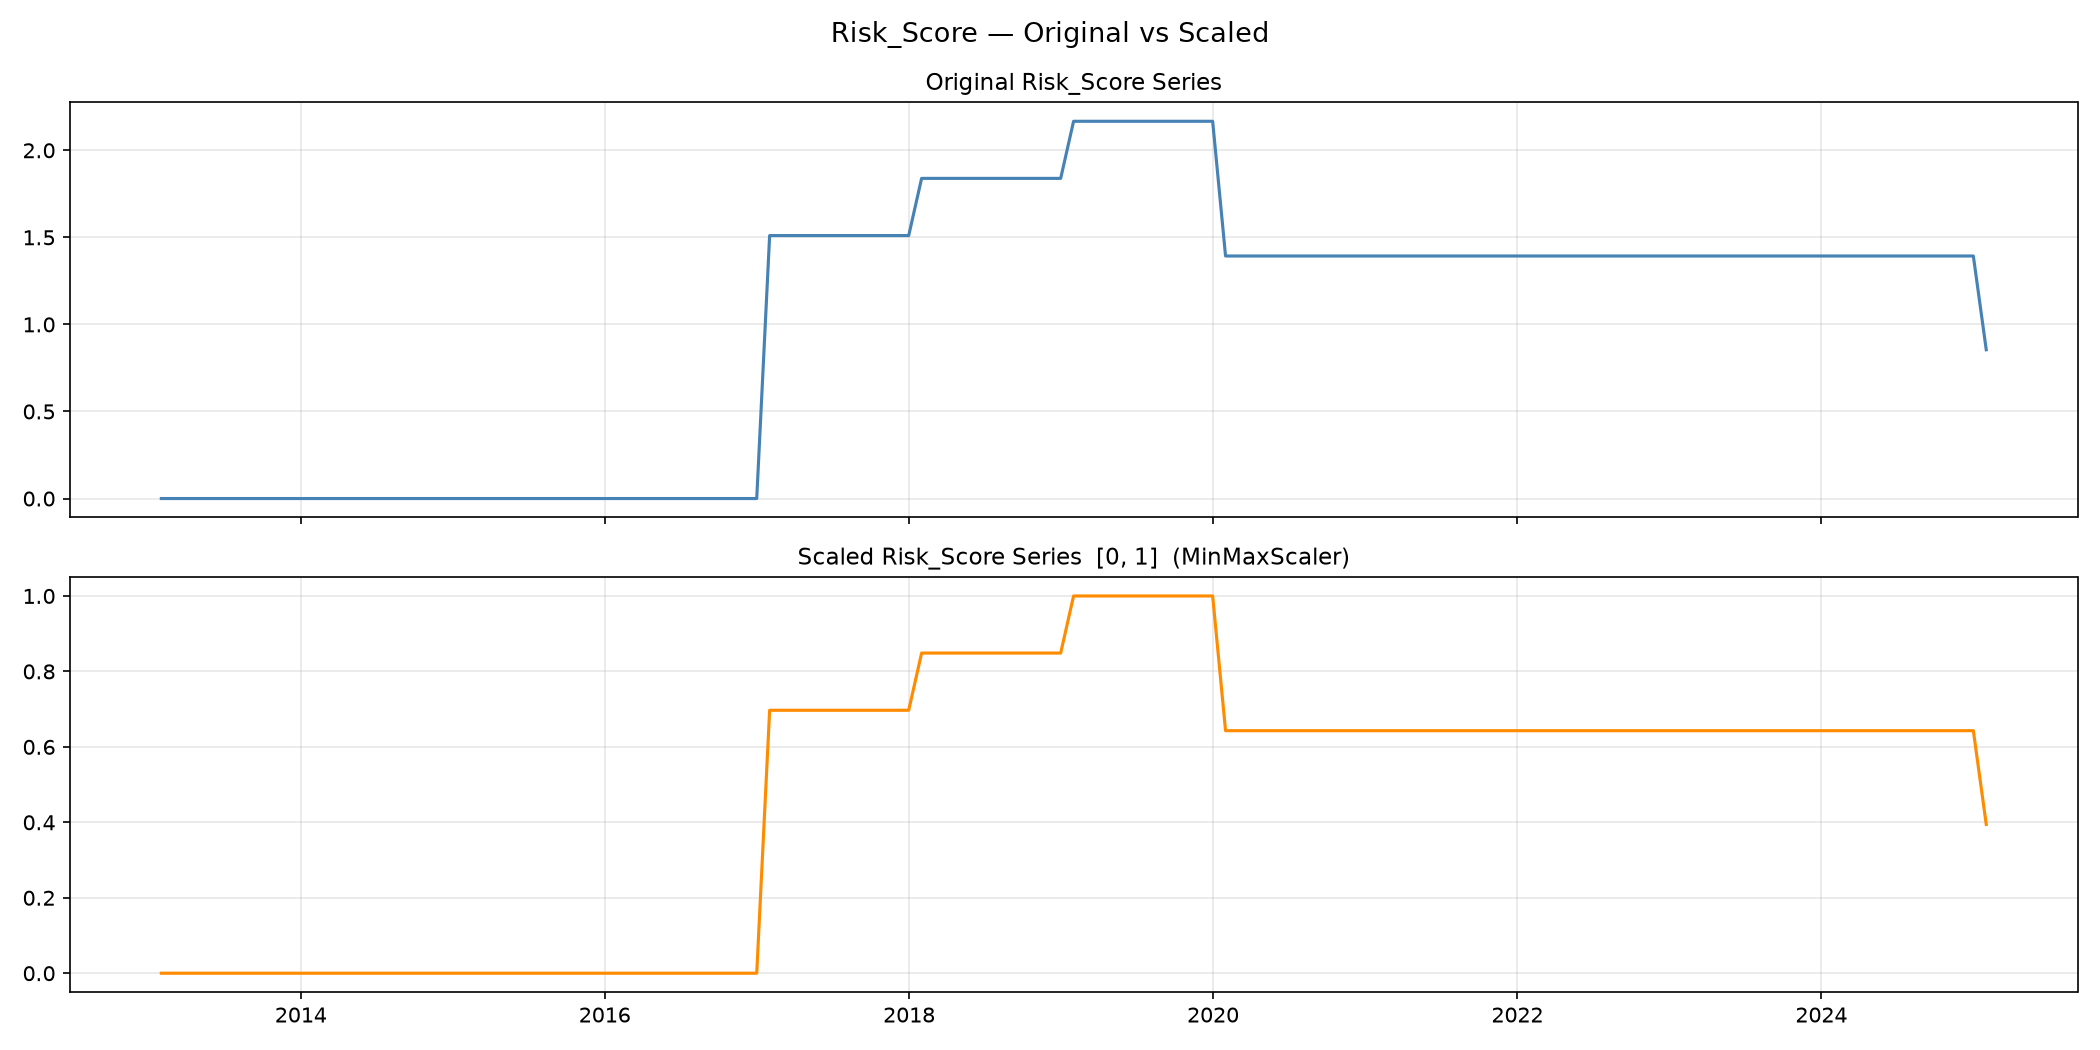 Risk_Score — Original vs Scaled
Original Risk_Score Series
2.0
1.5
1.0
0.5
0.0
Scaled Risk_Score Series  [0, 1]  (MinMaxScaler)
1.0
0.8
0.6
0.4
0.2
0.0
2014 2016 2018 2020 2022 2024